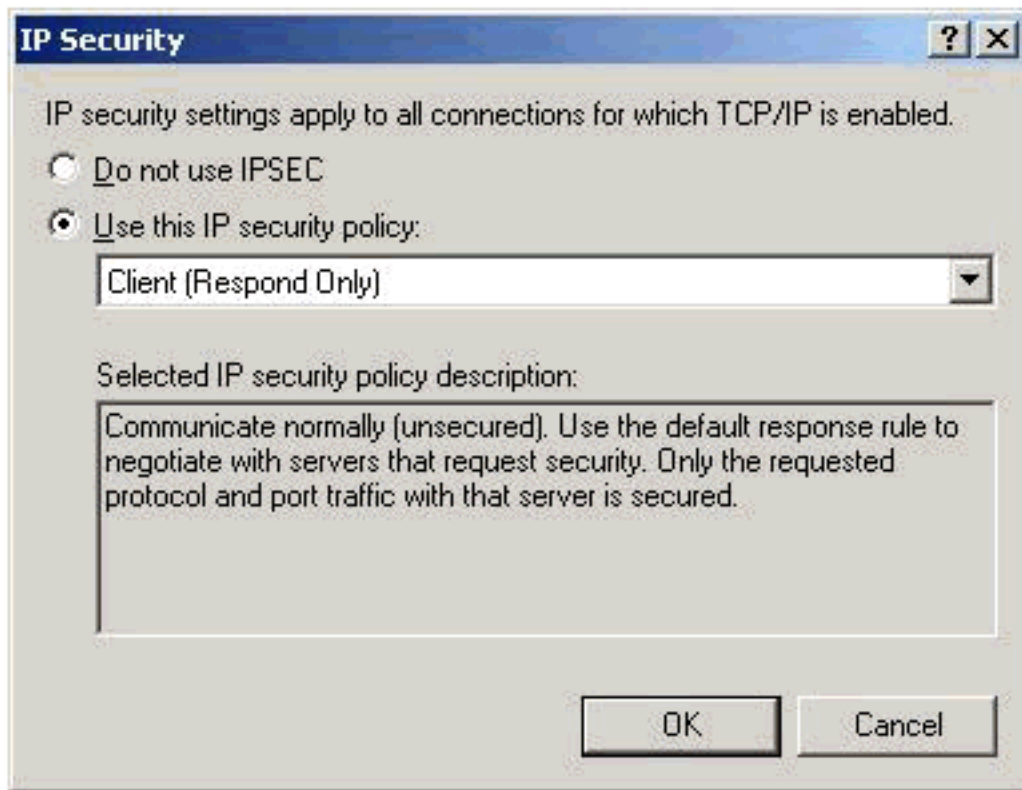 IP Security
IP security settings apply to all connections for which TCP/IP is enabled.
Do not use IPSEC
Use this IP security policy:
Client (Respond Only)
Selected IP security policy description:
Communicate normally (unsecured). Use the default response rule to
negotiate with servers that request security. Only the requested
protocol and port traffic with that server is secured.
OK
Cancel